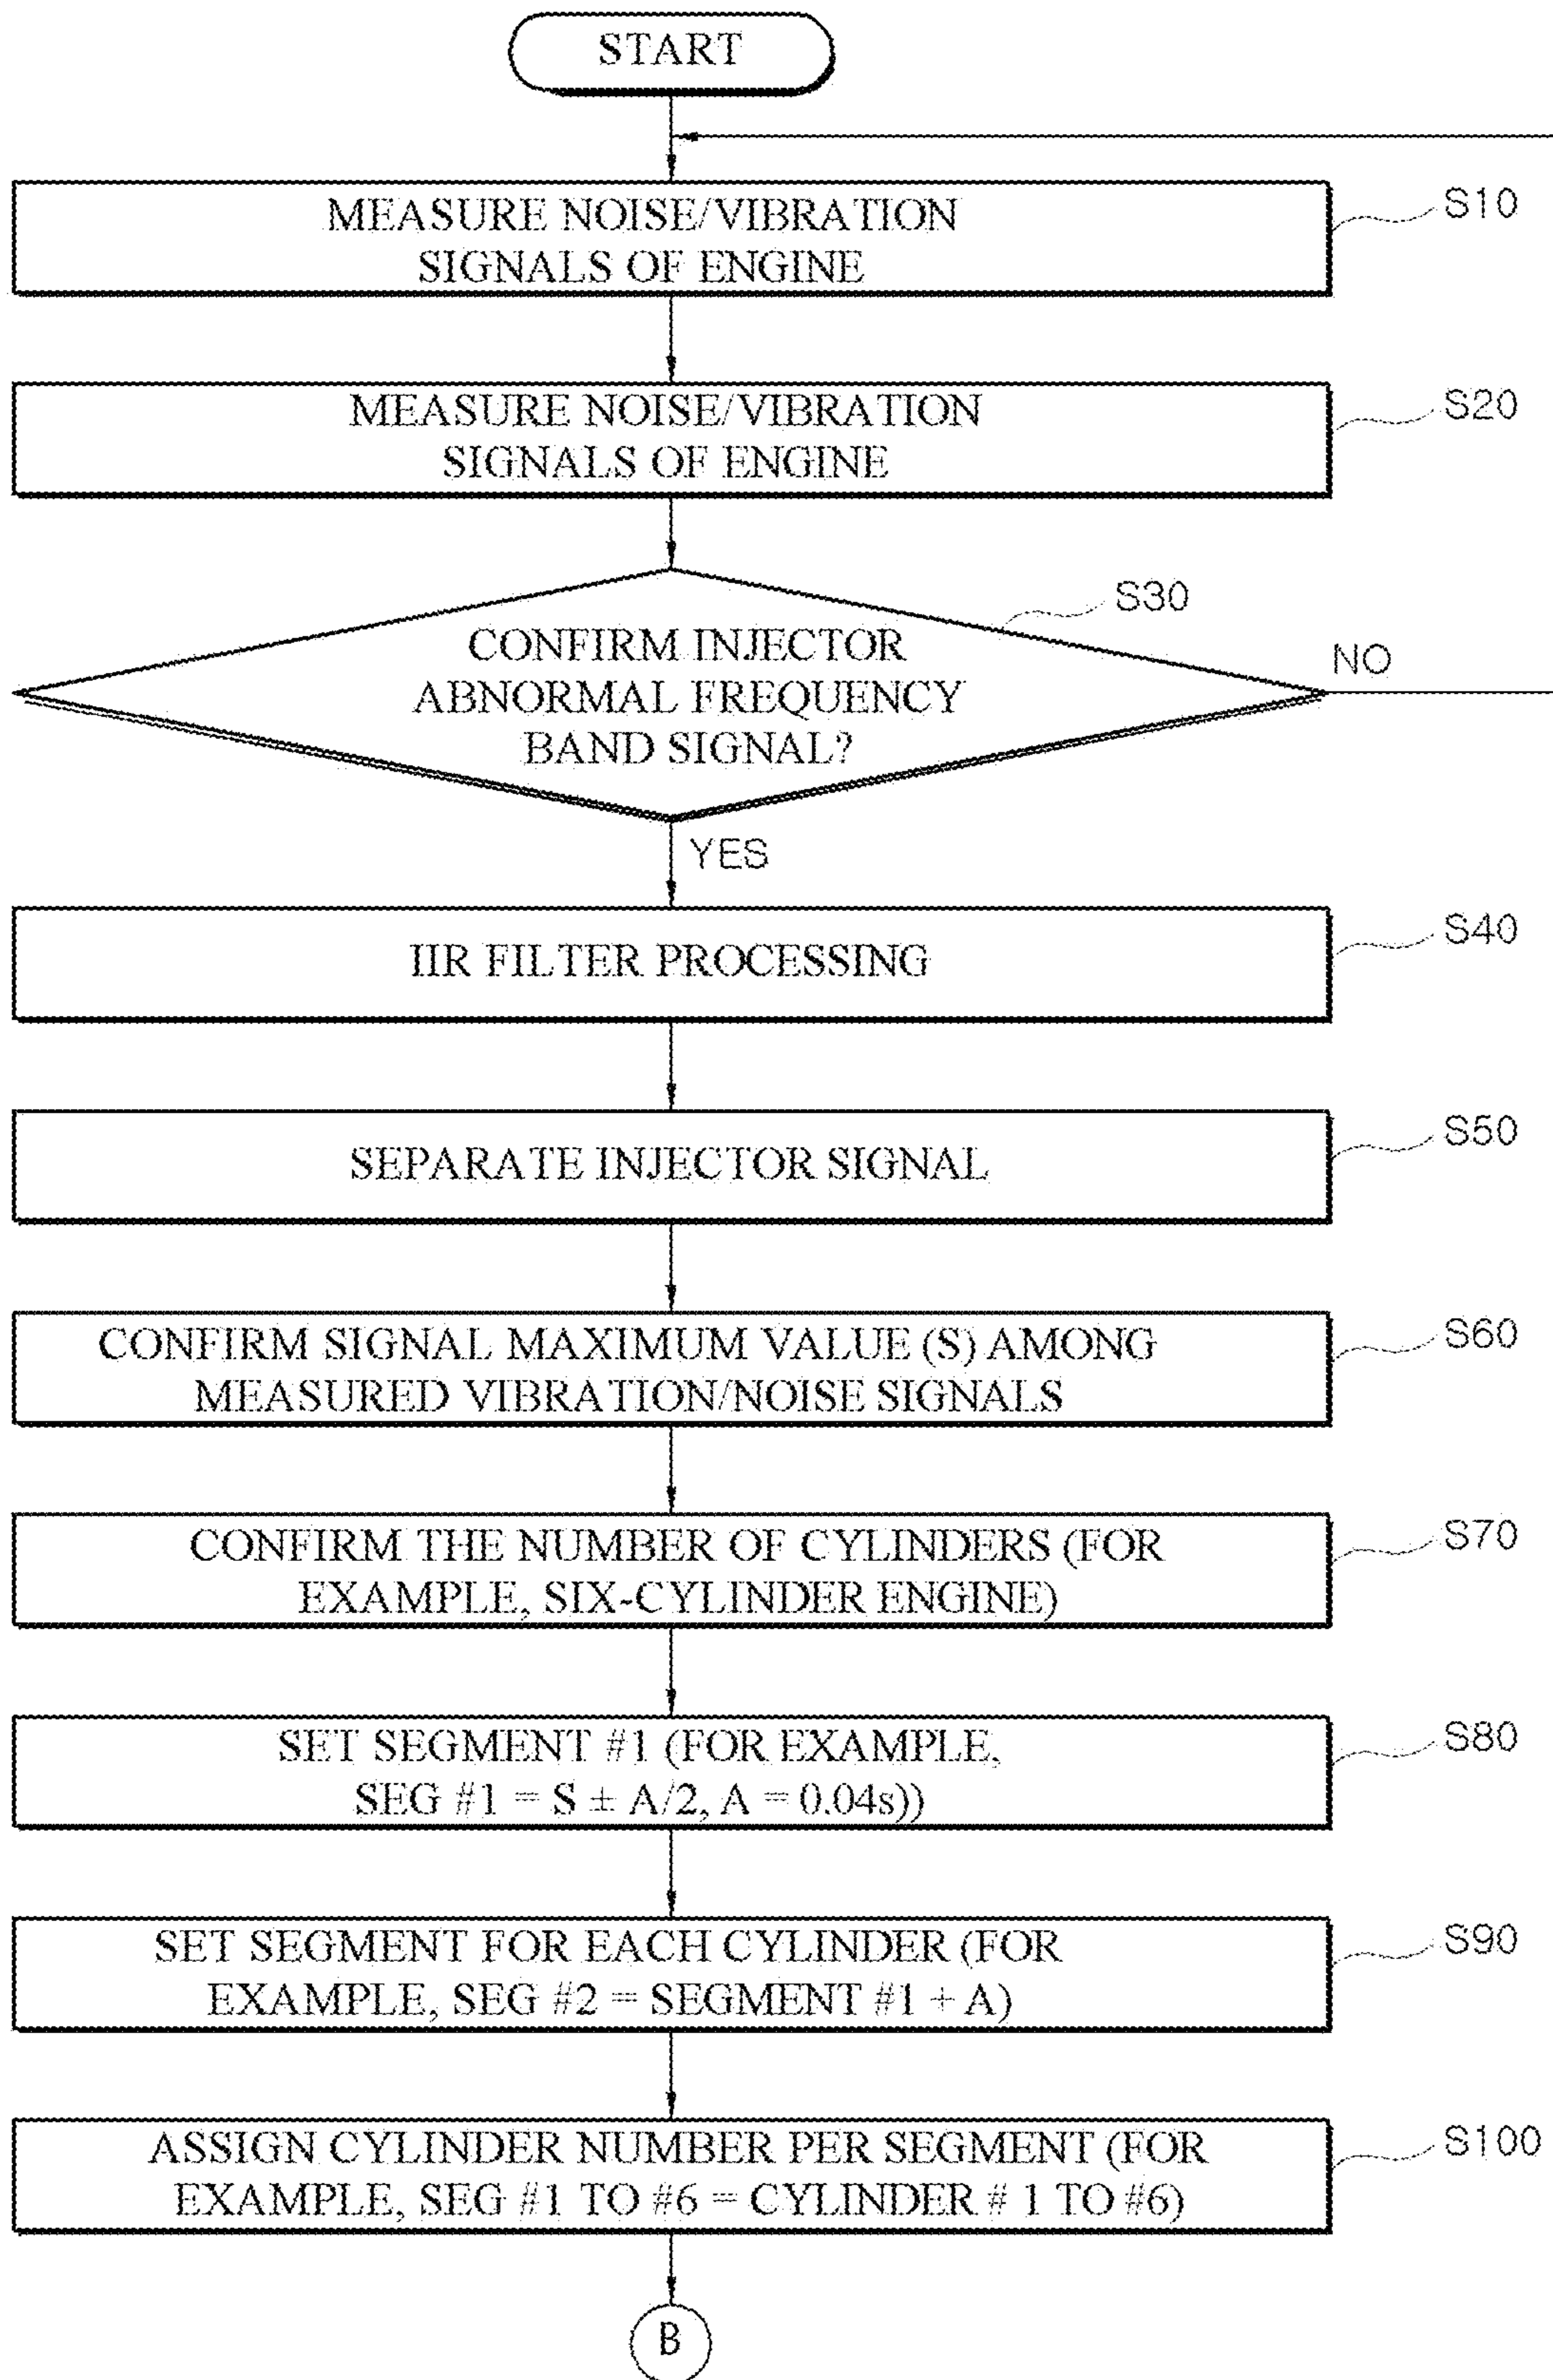 START
MEASURE NOISE/VIBRATION
SIGNALS OF ENGINE
S10
MEASURE NOISE/VIBRATION
SIGNALS OF ENGINE
S20
S30
CONFIRM INJECTOR
ABNORMAL FREQUENCY
BAND SIGNAL?
NO
YES
IIR FILTER PROCESSING
S40
SEPARATE INJECTOR SIGNAL
S50
CONFIRM SIGNAL MAXIMUM VALUE (S) AMONG
MEASURED VIBRATION/NOISE SIGNALS
S60
CONFIRM THE NUMBER OF CYLINDERS (FOR
EXAMPLE, SIX-CYLINDER ENGINE)
S70
SET SEGMENT #1 (FOR EXAMPLE,
SEG #1 = S ± A/2, A = 0.04s))
S80
SET SEGMENT FOR EACH CYLINDER (FOR
EXAMPLE, SEG #2 = SEGMENT #1 + A)
S90
ASSIGN CYLINDER NUMBER PER SEGMENT (FOR
EXAMPLE, SEG #1 TO #6 = CYLINDER # 1 TO #6)
S100
B